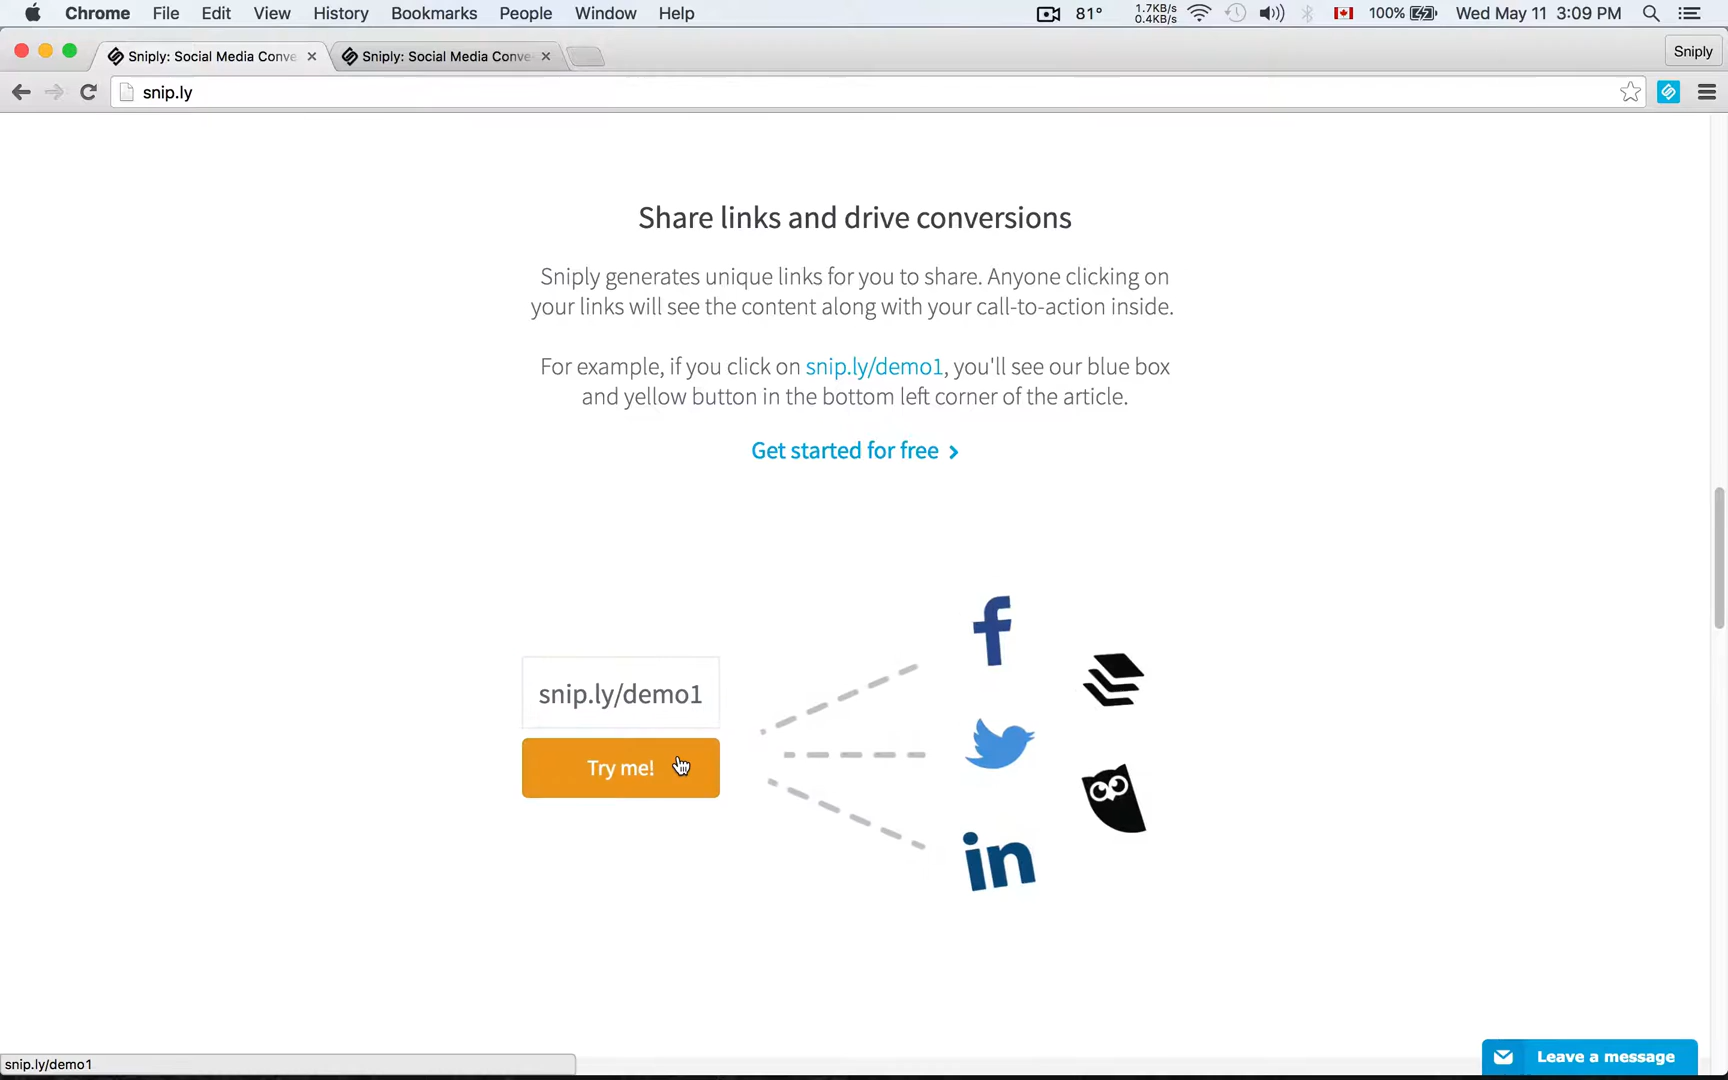 Chrome File Edit View History Bookmarks People Window Help 81° 1.7KB/s 0.4KB/s 100% Wed May 11 3:09 PM
Sniply: Social Media Conve Sniply: Social Media Conve Sniply
snip.ly
Share links and drive conversions
Sniply generates unique links for you to share. Anyone clicking on
your links will see the content along with your call-to-action inside.
For example, if you click on snip.ly/demo1, you'll see our blue box
and yellow button in the bottom left corner of the article.
Get started for free
snip.ly/demo1
Try me!
f
in
Leave a message
snip.ly/demo1